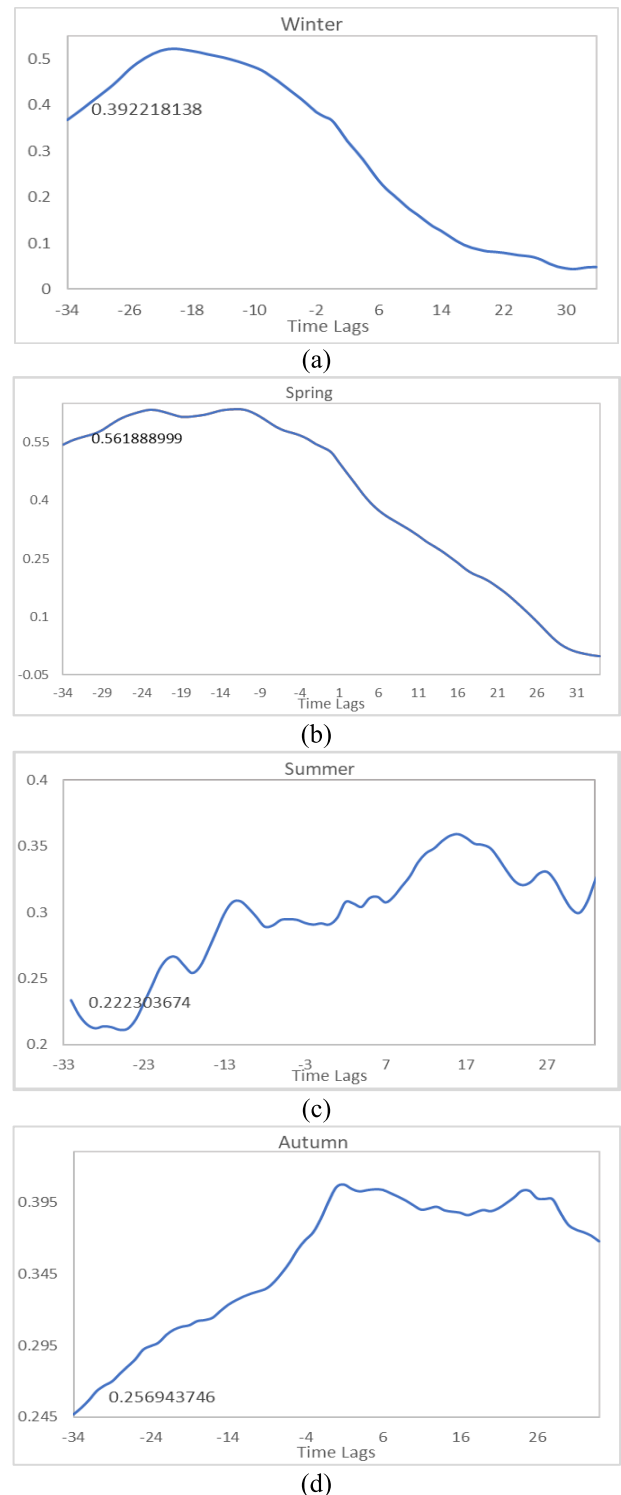 Winter
0.5
0.4
0.392218138
0.3
0.2
0.1
0
-34 -26 -18 -10 -2 6 14 22 30
Time Lags
(a)
Spring
0.55
0.561888999
0.4
0.25
0.1
-0.05
-34 -29 -24 -19 -14 -9 -4 1 6 11 16 21 26 31
Time Lags
(b)
Summer
0.4
0.35
0.3
0.25
0.222303674
0.2
-33 -23 -13 -3 7 17 27
Time Lags
(c)
Autumn
0.395
0.345
0.295
0.256943746
0.245
-34 -24 -14 -4 6 16 26
Time Lags
(d)